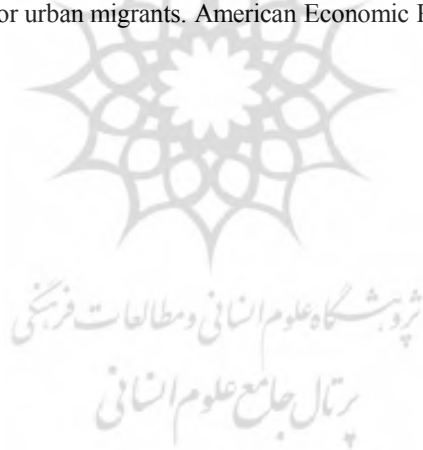 or urban migrants. American Economic
پژوهشگاه علوم انسانی و مطالعات فرهنگی
پرتال جامع علوم انسانی